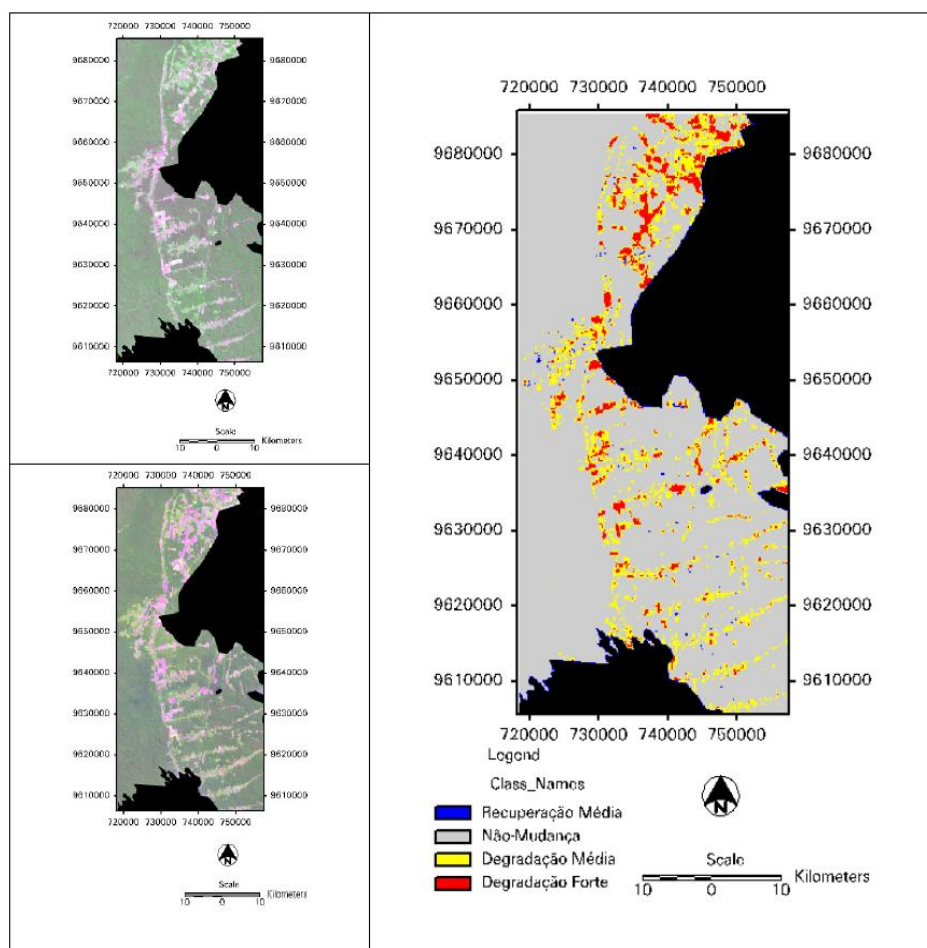 720000 730000 740000 750000
9680000 9680000
9670000 9670000
9660000 9660000
9650000 9650000
9640000 9640000
9630000 9630000
9620000 9620000
9610000 9610000
720000 730000 740000 750000
N
Scale
10 0 10 Kilometers
720000 730000 740000 750000
9680000 9680000
9670000 9670000
9660000 9660000
9650000 9650000
9640000 9640000
9630000 9630000
9620000 9620000
9610000 9610000
720000 730000 740000 750000
N
Scale
10 0 10 Kilometers
720000 730000 740000 750000
9680000 9680000
9670000 9670000
9660000 9660000
9650000 9650000
9640000 9640000
9630000 9630000
9620000 9620000
9610000 9610000
720000 730000 740000 750000
Legend
Class_Names
Recuperação Média
Não-Mudança
Degradação Média
Degradação Forte
N
Scale
10 0 10 Kilometers